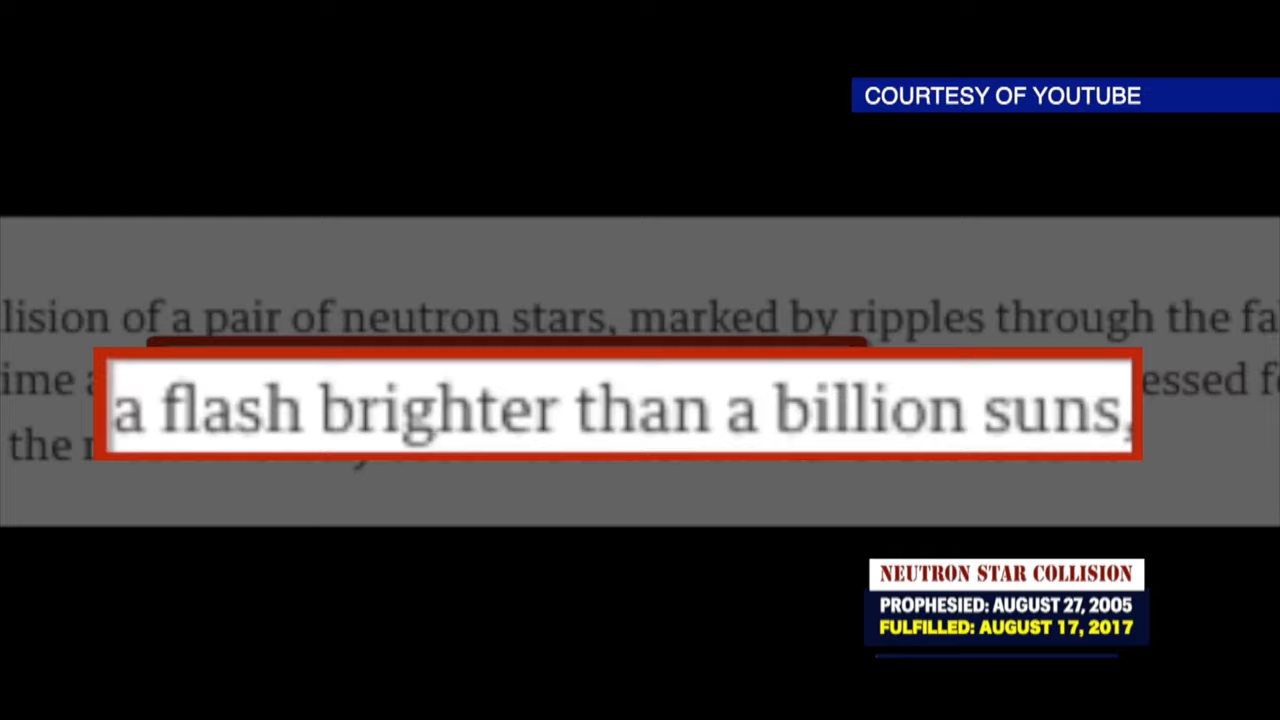 COURTESY OF YOUTUBE
lision of a pair of neutron stars, marked by ripples through the fa
ime
a flash brighter than a billion suns,
essed f
the
NEUTRON STAR COLLISION
PROPHESIED: AUGUST 27, 2005
FULFILLED: AUGUST 17, 2017